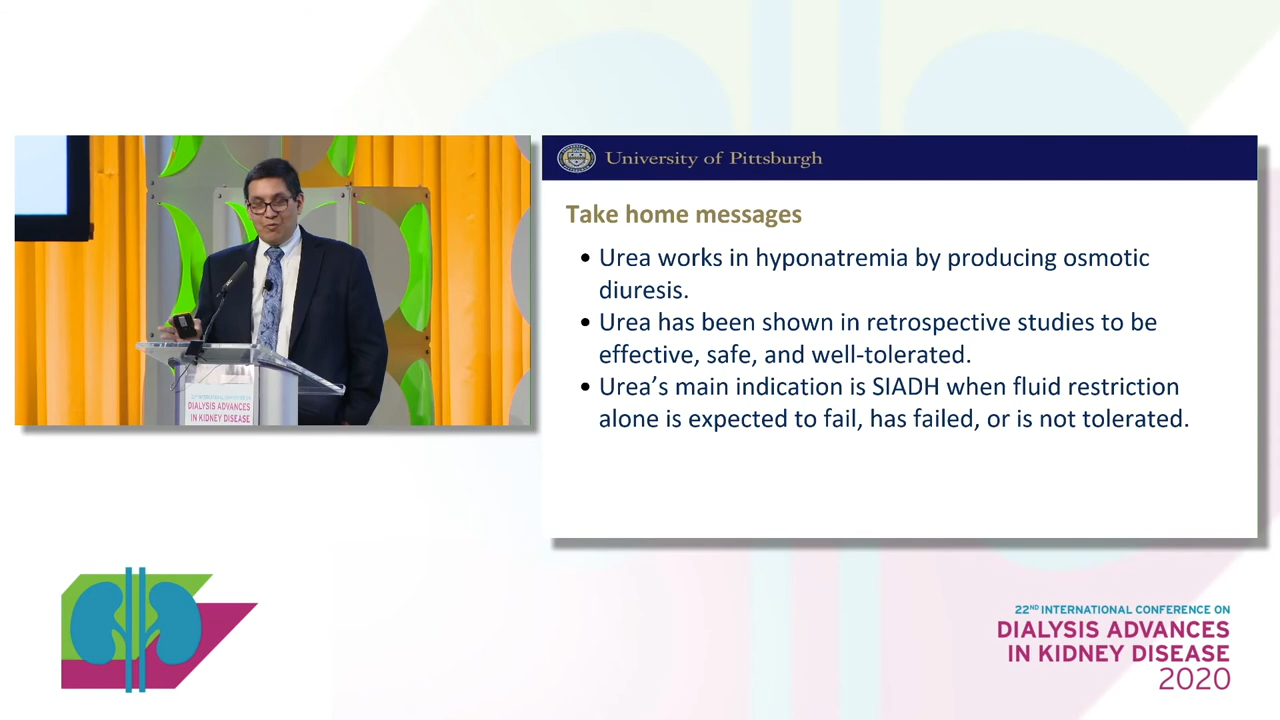 University of Pittsburgh
Take home messages
• Urea works in hyponatremia by producing osmotic
diuresis.
• Urea has been shown in retrospective studies to be
effective, safe, and well-tolerated.
• Urea’s main indication is SIADH when fluid restriction
alone is expected to fail, has failed, or is not tolerated.
DIALYSIS ADVANCES
IN KIDNEY DISEASE
22ND INTERNATIONAL CONFERENCE ON
DIALYSIS ADVANCES
IN KIDNEY DISEASE
2020